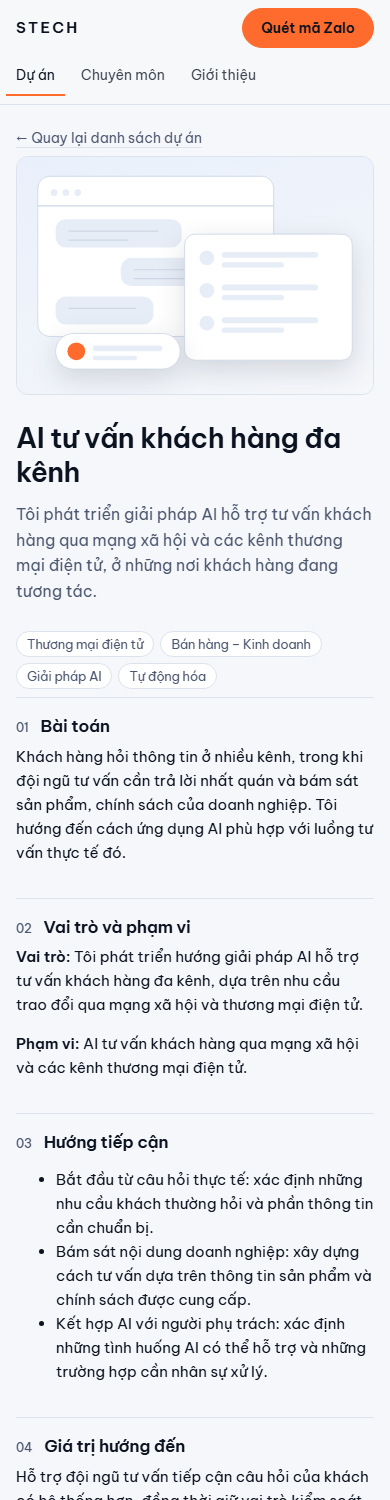 STECH
Quét mã Zalo
Dự án
Chuyên môn
Giới thiệu
← Quay lại danh sách dự án
AI tư vấn khách hàng đa
kênh
Tôi phát triển giải pháp AI hỗ trợ tư vấn khách
hàng qua mạng xã hội và các kênh thương
mại điện tử, ở những nơi khách hàng đang
tương tác.
Thương mại điện tử
Bán hàng – Kinh doanh
Giải pháp AI
Tự động hóa
01 Bài toán
Khách hàng hỏi thông tin ở nhiều kênh, trong khi
đội ngũ tư vấn cần trả lời nhất quán và bám sát
sản phẩm, chính sách của doanh nghiệp. Tôi
hướng đến cách ứng dụng AI phù hợp với luồng tư
vấn thực tế đó.
02 Vai trò và phạm vi
Vai trò: Tôi phát triển hướng giải pháp AI hỗ trợ
tư vấn khách hàng đa kênh, dựa trên nhu cầu
trao đổi qua mạng xã hội và thương mại điện tử.
Phạm vi: AI tư vấn khách hàng qua mạng xã hội
và các kênh thương mại điện tử.
03 Hướng tiếp cận
• Bắt đầu từ câu hỏi thực tế: xác định những
nhu cầu khách thường hỏi và phần thông tin
cần chuẩn bị.
• Bám sát nội dung doanh nghiệp: xây dựng
cách tư vấn dựa trên thông tin sản phẩm và
chính sách được cung cấp.
• Kết hợp AI với người phụ trách: xác định
những tình huống AI có thể hỗ trợ và những
trường hợp cần nhân sự xử lý.
04 Giá trị hướng đến
Hỗ trợ đội ngũ tư vấn tiếp cận câu hỏi của khách
có hệ thống hơn, đồng thời giữ vai trò kiểm soát